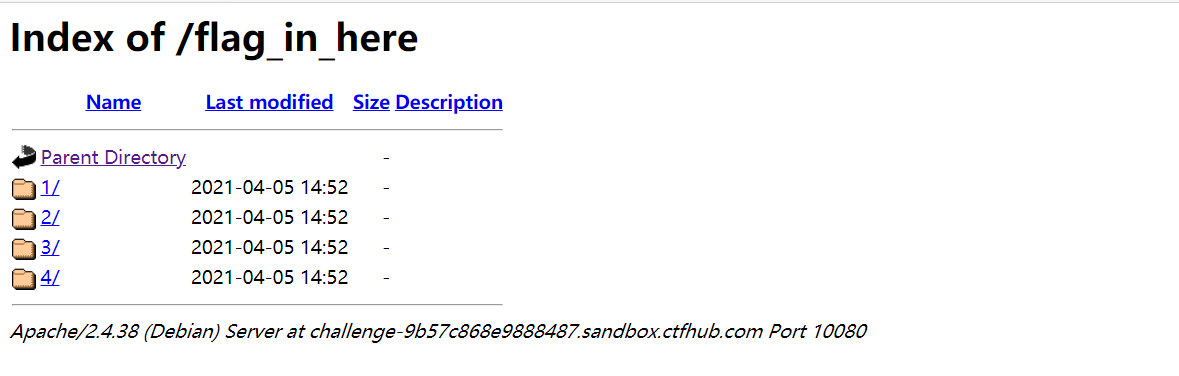 Index of /flag_in_here
Name Last modified Size Description
Parent Directory -
1/ 2021-04-05 14:52 -
2/ 2021-04-05 14:52 -
3/ 2021-04-05 14:52 -
4/ 2021-04-05 14:52 -
Apache/2.4.38 (Debian) Server at challenge-9b57c868e9888487.sandbox.ctfhub.com Port 10080